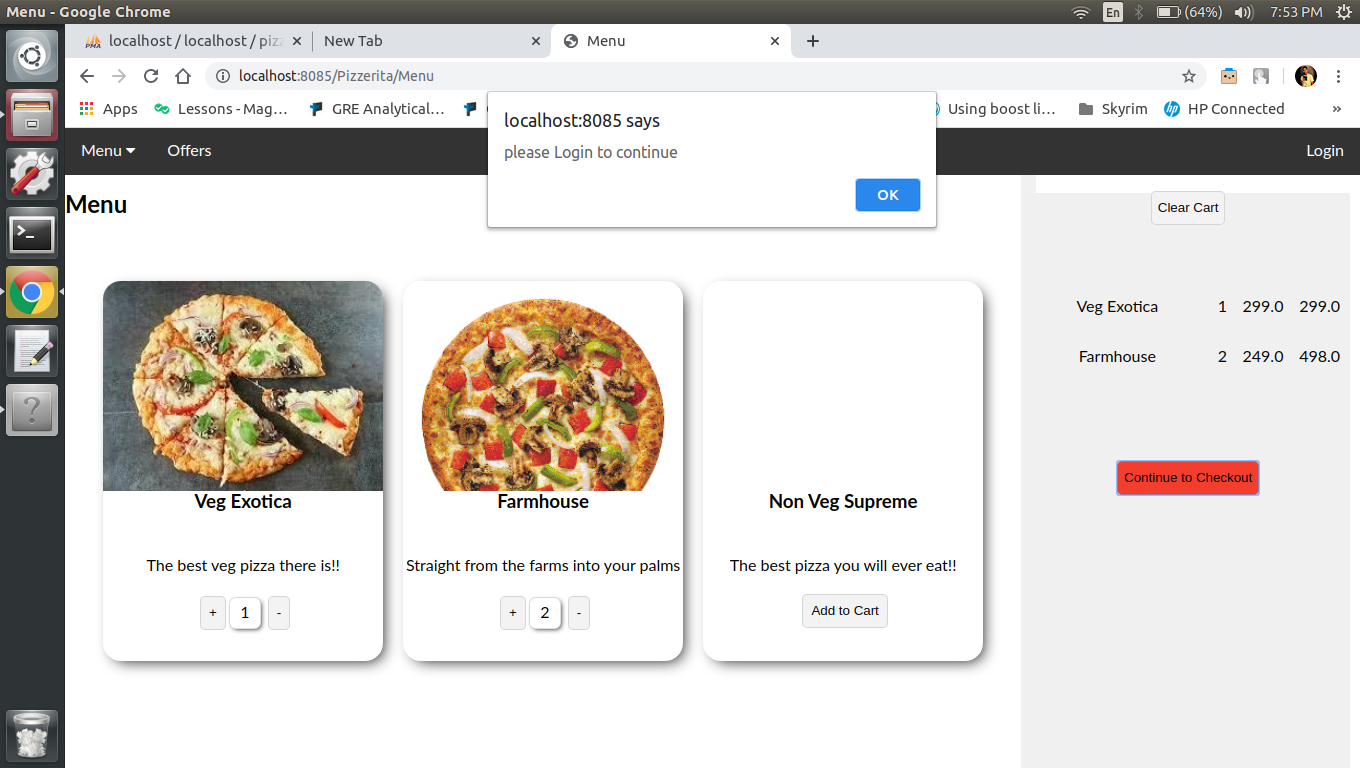 Menu - Google Chrome
En
(64%)
7:53 PM
PMA
localhost / localhost / pizz
New Tab
Menu
localhost:8085/Pizzerita/Menu
Apps
Lessons - Mag…
GRE Analytical…
Using boost li…
hp
HP Connected
»
Menu
Offers
Login
localhost:8085 says
please Login to continue
OK
Menu
Clear Cart
Veg Exotica 1 299.0 299.0
Farmhouse 2 249.0 498.0
Continue to Checkout
Veg Exotica
The best veg pizza there is!!
+ 1 -
Farmhouse
Straight from the farms into your palms
+ 2 -
Non Veg Supreme
The best pizza you will ever eat!!
Add to Cart